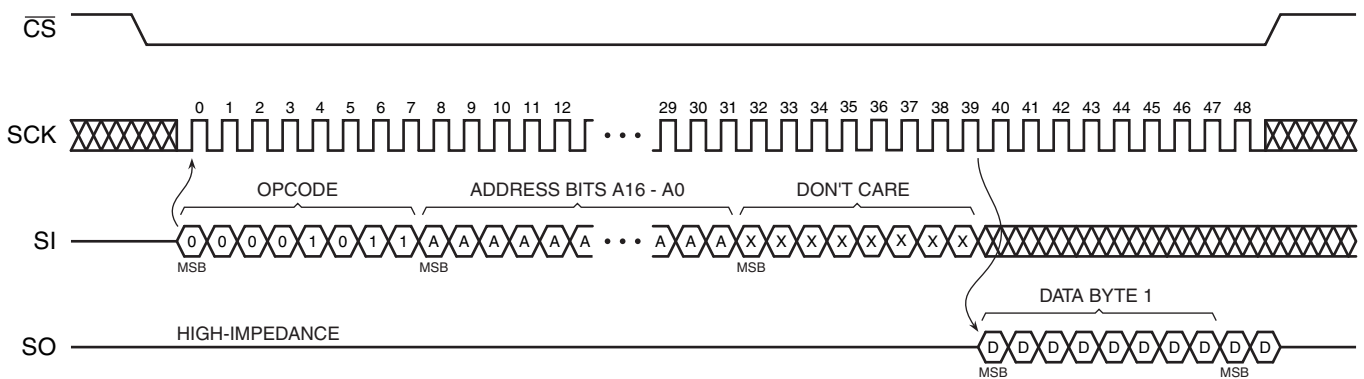 CS
0 1 2 3 4 5 6 7 8 9 10 11 12 29 30 31 32 33 34 35 36 37 38 39 40 41 42 43 44 45 46 47 48
SCK • • •
OPCODE ADDRESS BITS A16 - A0 DON'T CARE
SI 0 0 0 0 1 0 1 1 A A A A A A • • • A A A X X X X X X X X
MSB MSB MSB
DATA BYTE 1
HIGH-IMPEDANCE
SO D D D D D D D D D D
MSB MSB